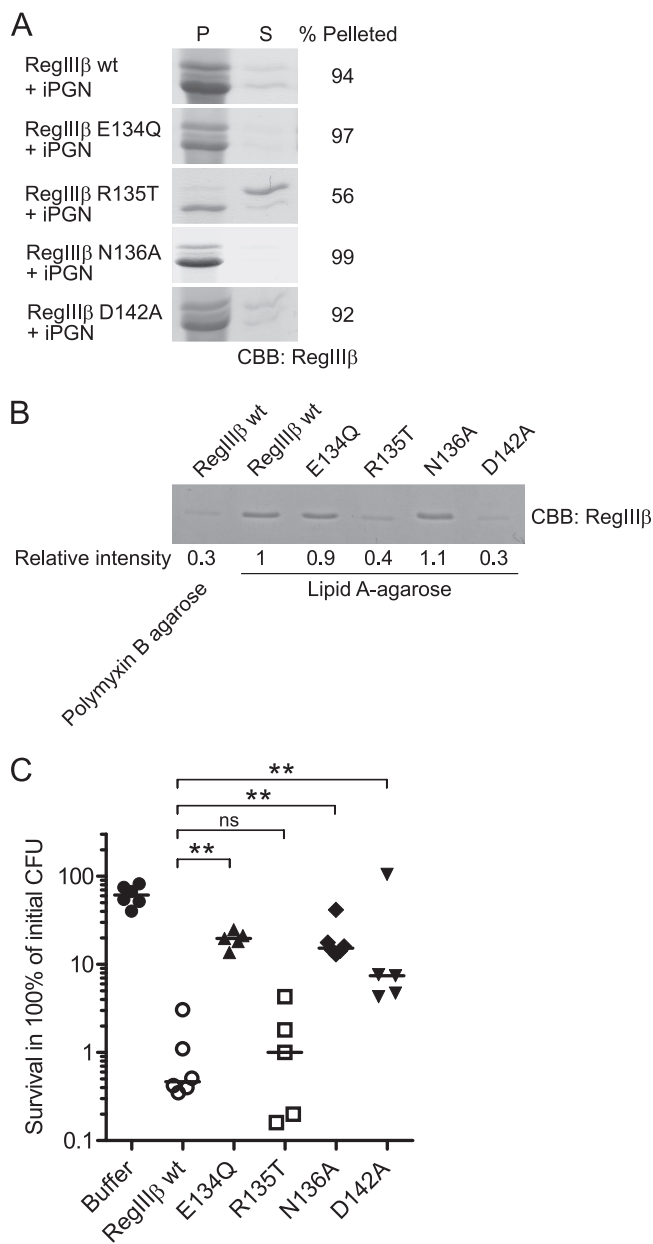 A
P S % Pelleted
RegIIIβ wt
+ iPGN
94
RegIIIβ E134Q
+ iPGN
97
RegIIIβ R135T
+ iPGN
56
RegIIIβ N136A
+ iPGN
99
RegIIIβ D142A
+ iPGN
92
CBB: RegIIIβ
B
RegIIIβ wt RegIIIβ wt E134Q R135T N136A D142A
CBB: RegIIIβ
Relative intensity 0.3 1 0.9 0.4 1.1 0.3
Polymyxin B agarose
Lipid A-agarose
C
**
**
ns
**
Survival in 100% of initial CFU
100
10
1
0.1
Buffer RegIIIβ wt E134Q R135T N136A D142A